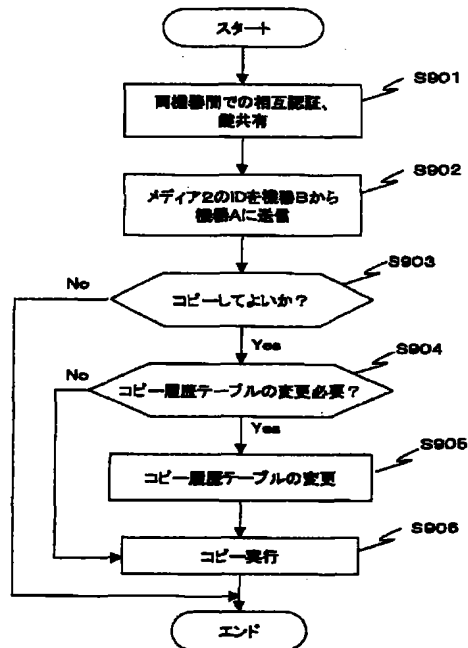 スタート
S901
両機器間での相互認証、
鍵共有
S902
メディア2のIDを機器Bから
機器Aに送信
S903
No
コピーしてよいか?
Yes
S904
No
コピー履歴テーブルの変更必要?
Yes
S905
コピー履歴テーブルの変更
S906
コピー実行
エンド